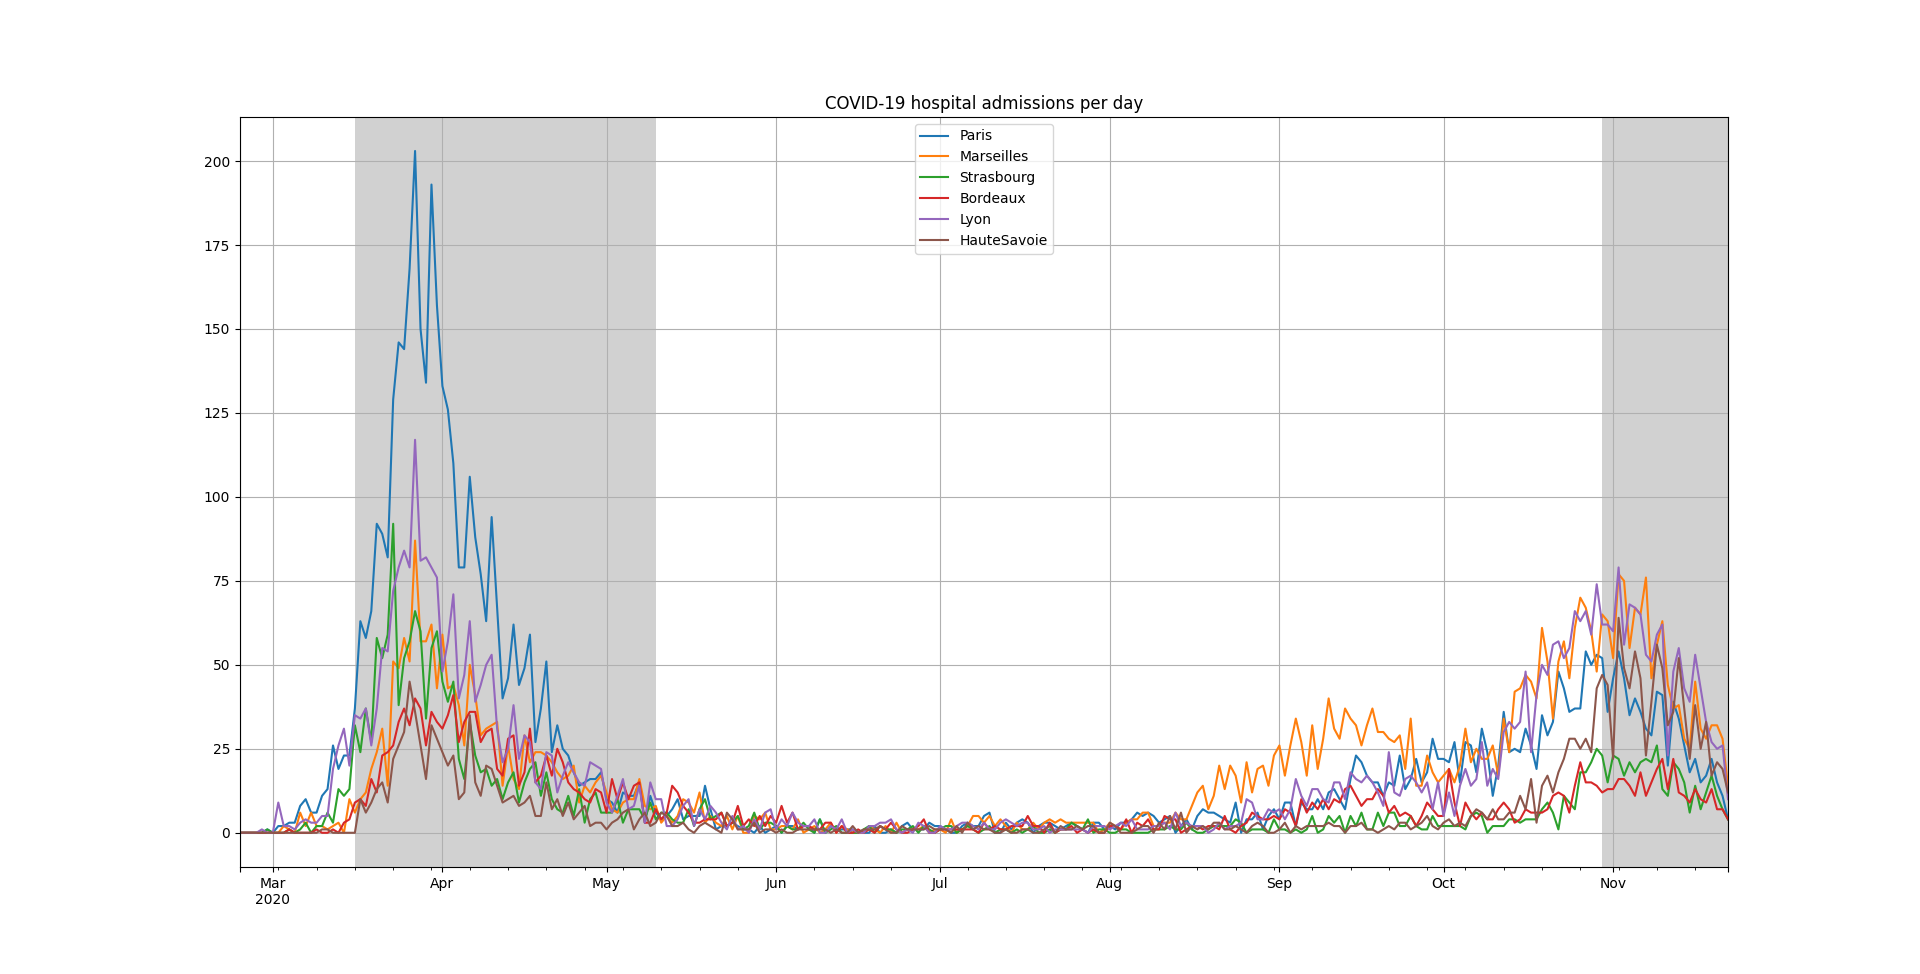 COVID-19 hospital admissions per day
Paris
Marseilles
Strasbourg
Bordeaux
Lyon
HauteSavoie
200
175
150
125
100
75
50
25
0
Mar Apr May Jun Jul Aug Sep Oct Nov
2020